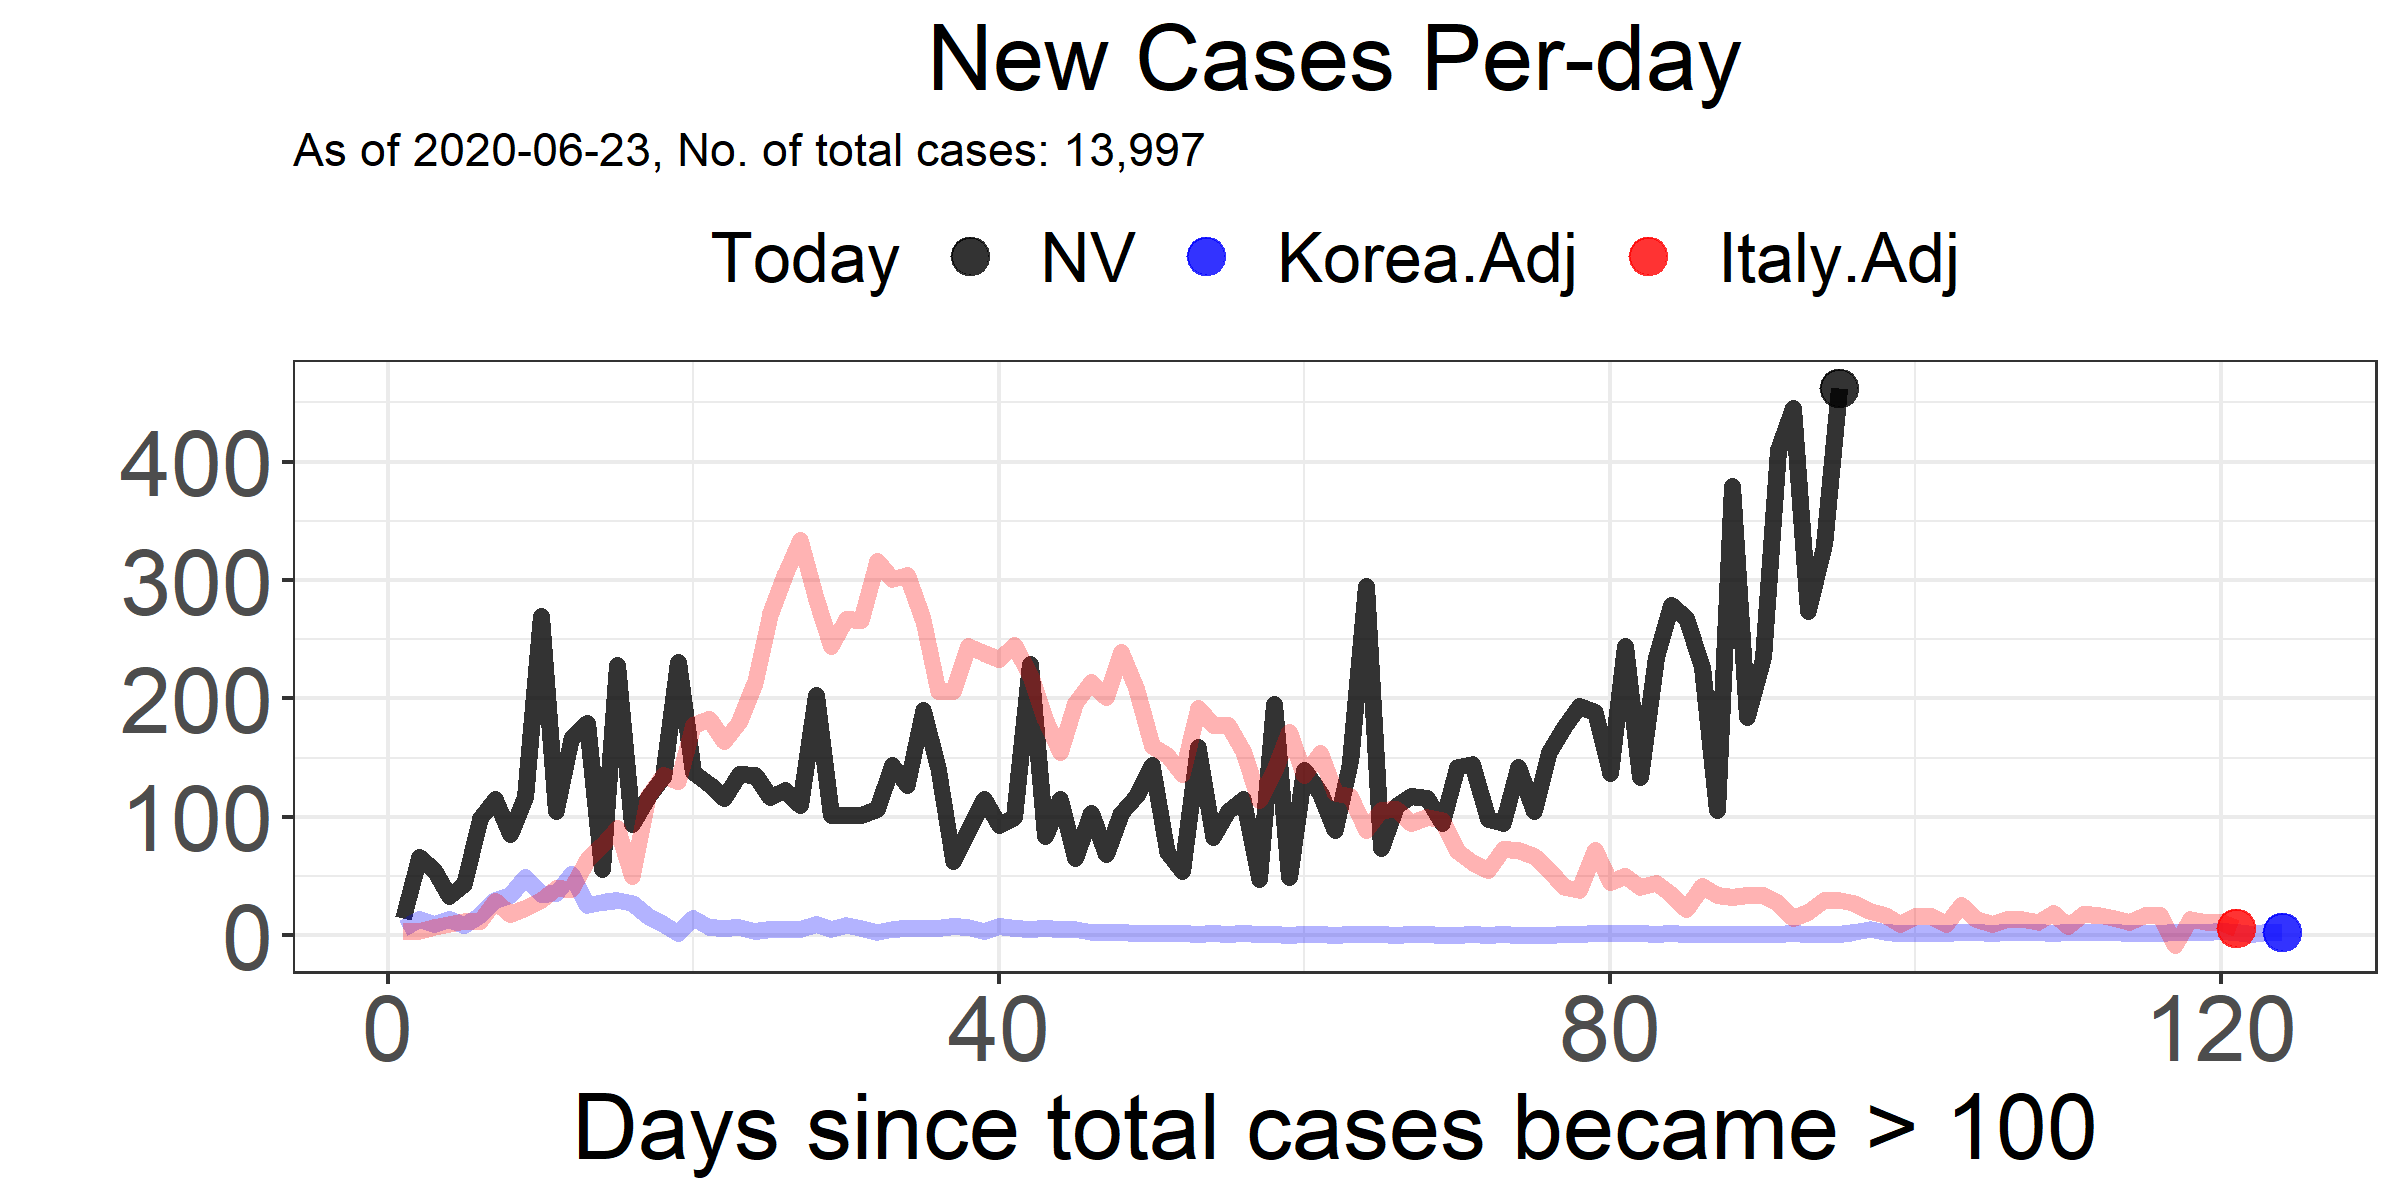 New Cases Per-day
As of 2020-06-23, No. of total cases: 13,997
Today NV Korea.Adj Italy.Adj
400
300
200
100
0
0 40 80 120
Days since total cases became > 100